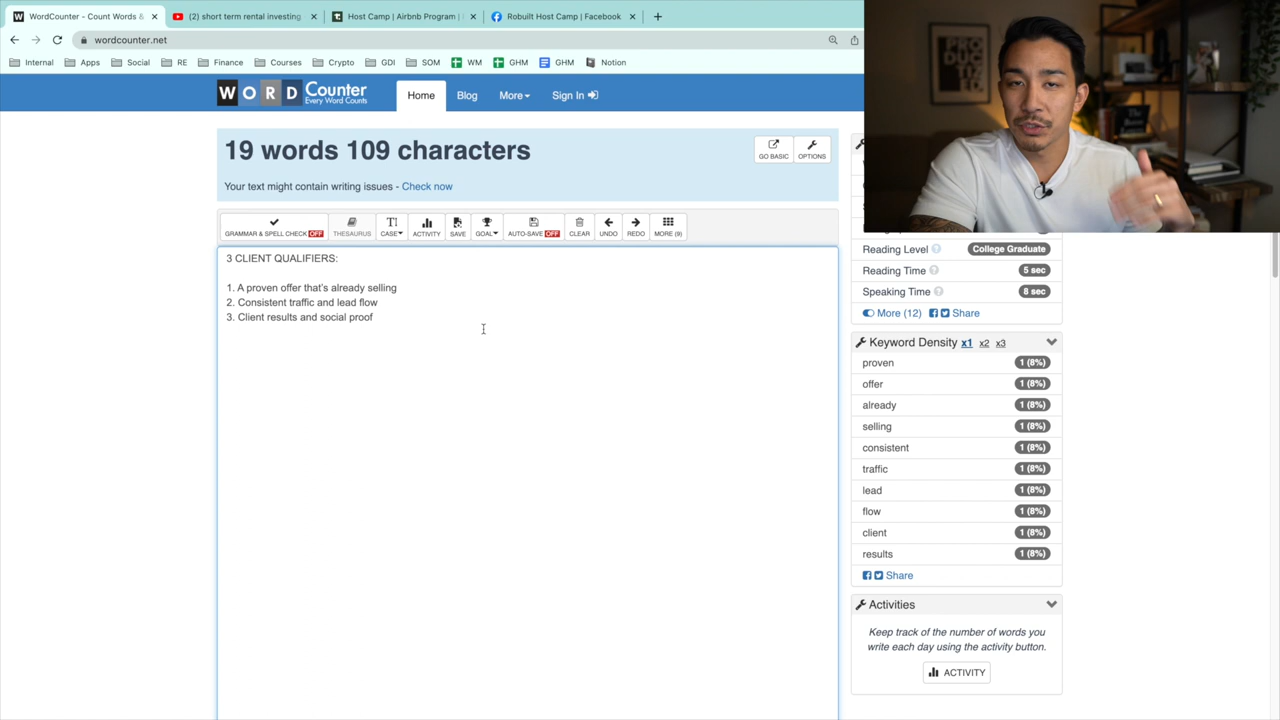 WordCounter - Count Words &
(2) short term rental investing
Host Camp | Airbnb Program |
Robuilt Host Camp | Facebook
wordcounter.net
Internal Apps Social RE Finance Courses Crypto GDI SOM WM GHM GHM Notion
WORD Counter
Every Word Counts
Home Blog More Sign In
19 words 109 characters
GO BASIC OPTIONS
Your text might contain writing issues - Check now
GRAMMAR & SPELL CHECK OFF THESAURUS CASE ACTIVITY SAVE GOAL AUTO-SAVE OFF CLEAR UNDO REDO MORE (9)
3 CLIENT QUALIFIERS:
1. A proven offer that's already selling
2. Consistent traffic and lead flow
3. Client results and social proof
Reading Level College Graduate
Reading Time 5 sec
Speaking Time 8 sec
More (12) Share
Keyword Density x1 x2 x3
proven 1 (8%)
offer 1 (8%)
already 1 (8%)
selling 1 (8%)
consistent 1 (8%)
traffic 1 (8%)
lead 1 (8%)
flow 1 (8%)
client 1 (8%)
results 1 (8%)
Share
Activities
Keep track of the number of words you
write each day using the activity button.
ACTIVITY